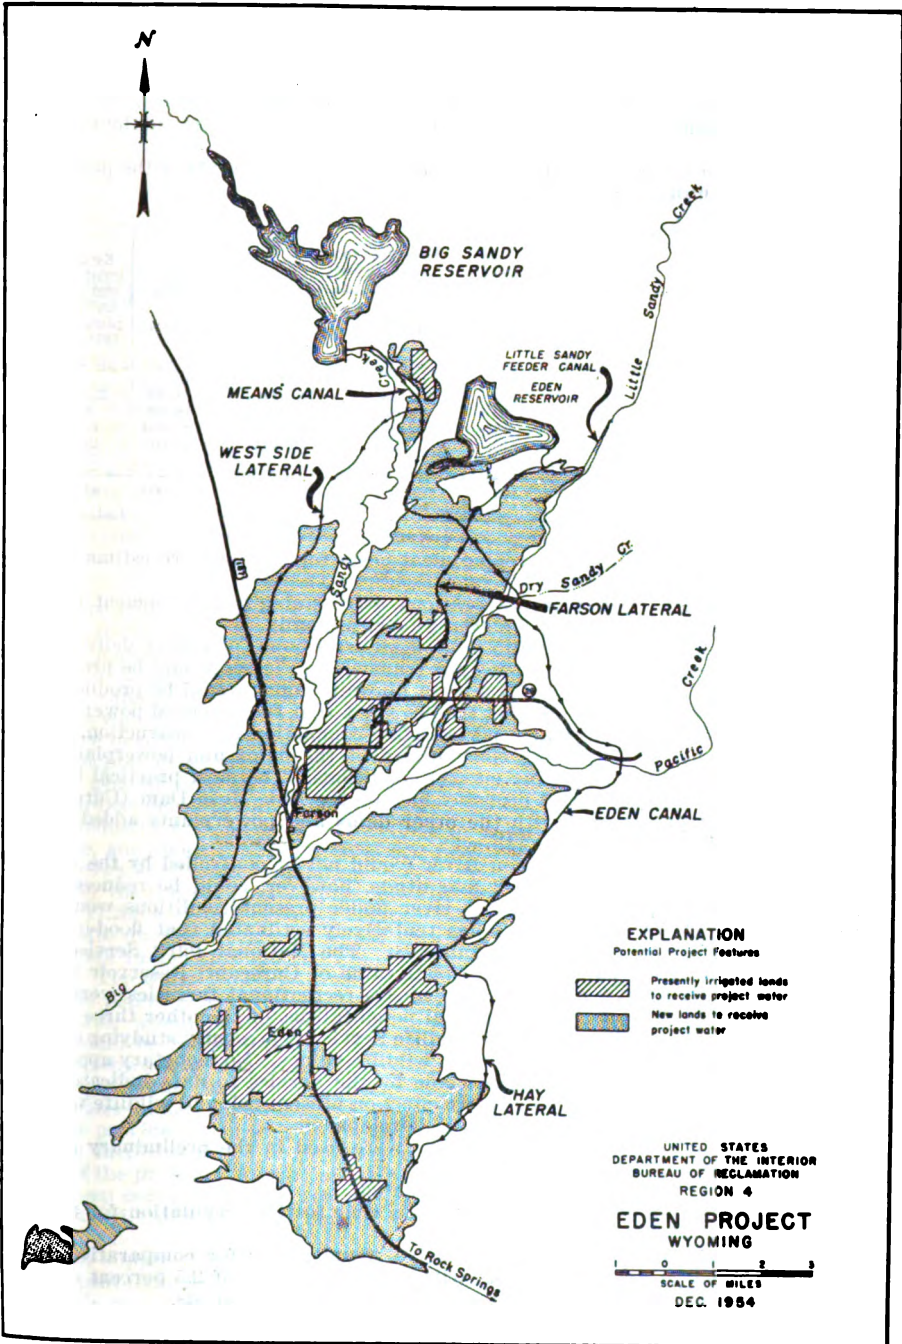 N
BIG SANDY
RESERVOIR
Creek
LITTLE SANDY
FEEDER CANAL
EDEN
RESERVOIR
Little Sandy Creek
MEANS CANAL
Creek
WEST SIDE
LATERAL
187
Sandy
Dry Sandy Cr.
FARSON LATERAL
28
Pacific Creek
Farson
EDEN CANAL
Big
Eden
HAY
LATERAL
To Rock Springs
EXPLANATION
Potential Project Features
Presently irrigated lands
to receive project water
New lands to receive
project water
UNITED STATES
DEPARTMENT OF THE INTERIOR
BUREAU OF RECLAMATION
REGION 4
EDEN PROJECT
WYOMING
1 0 1 2 3
SCALE OF MILES
DEC. 1954